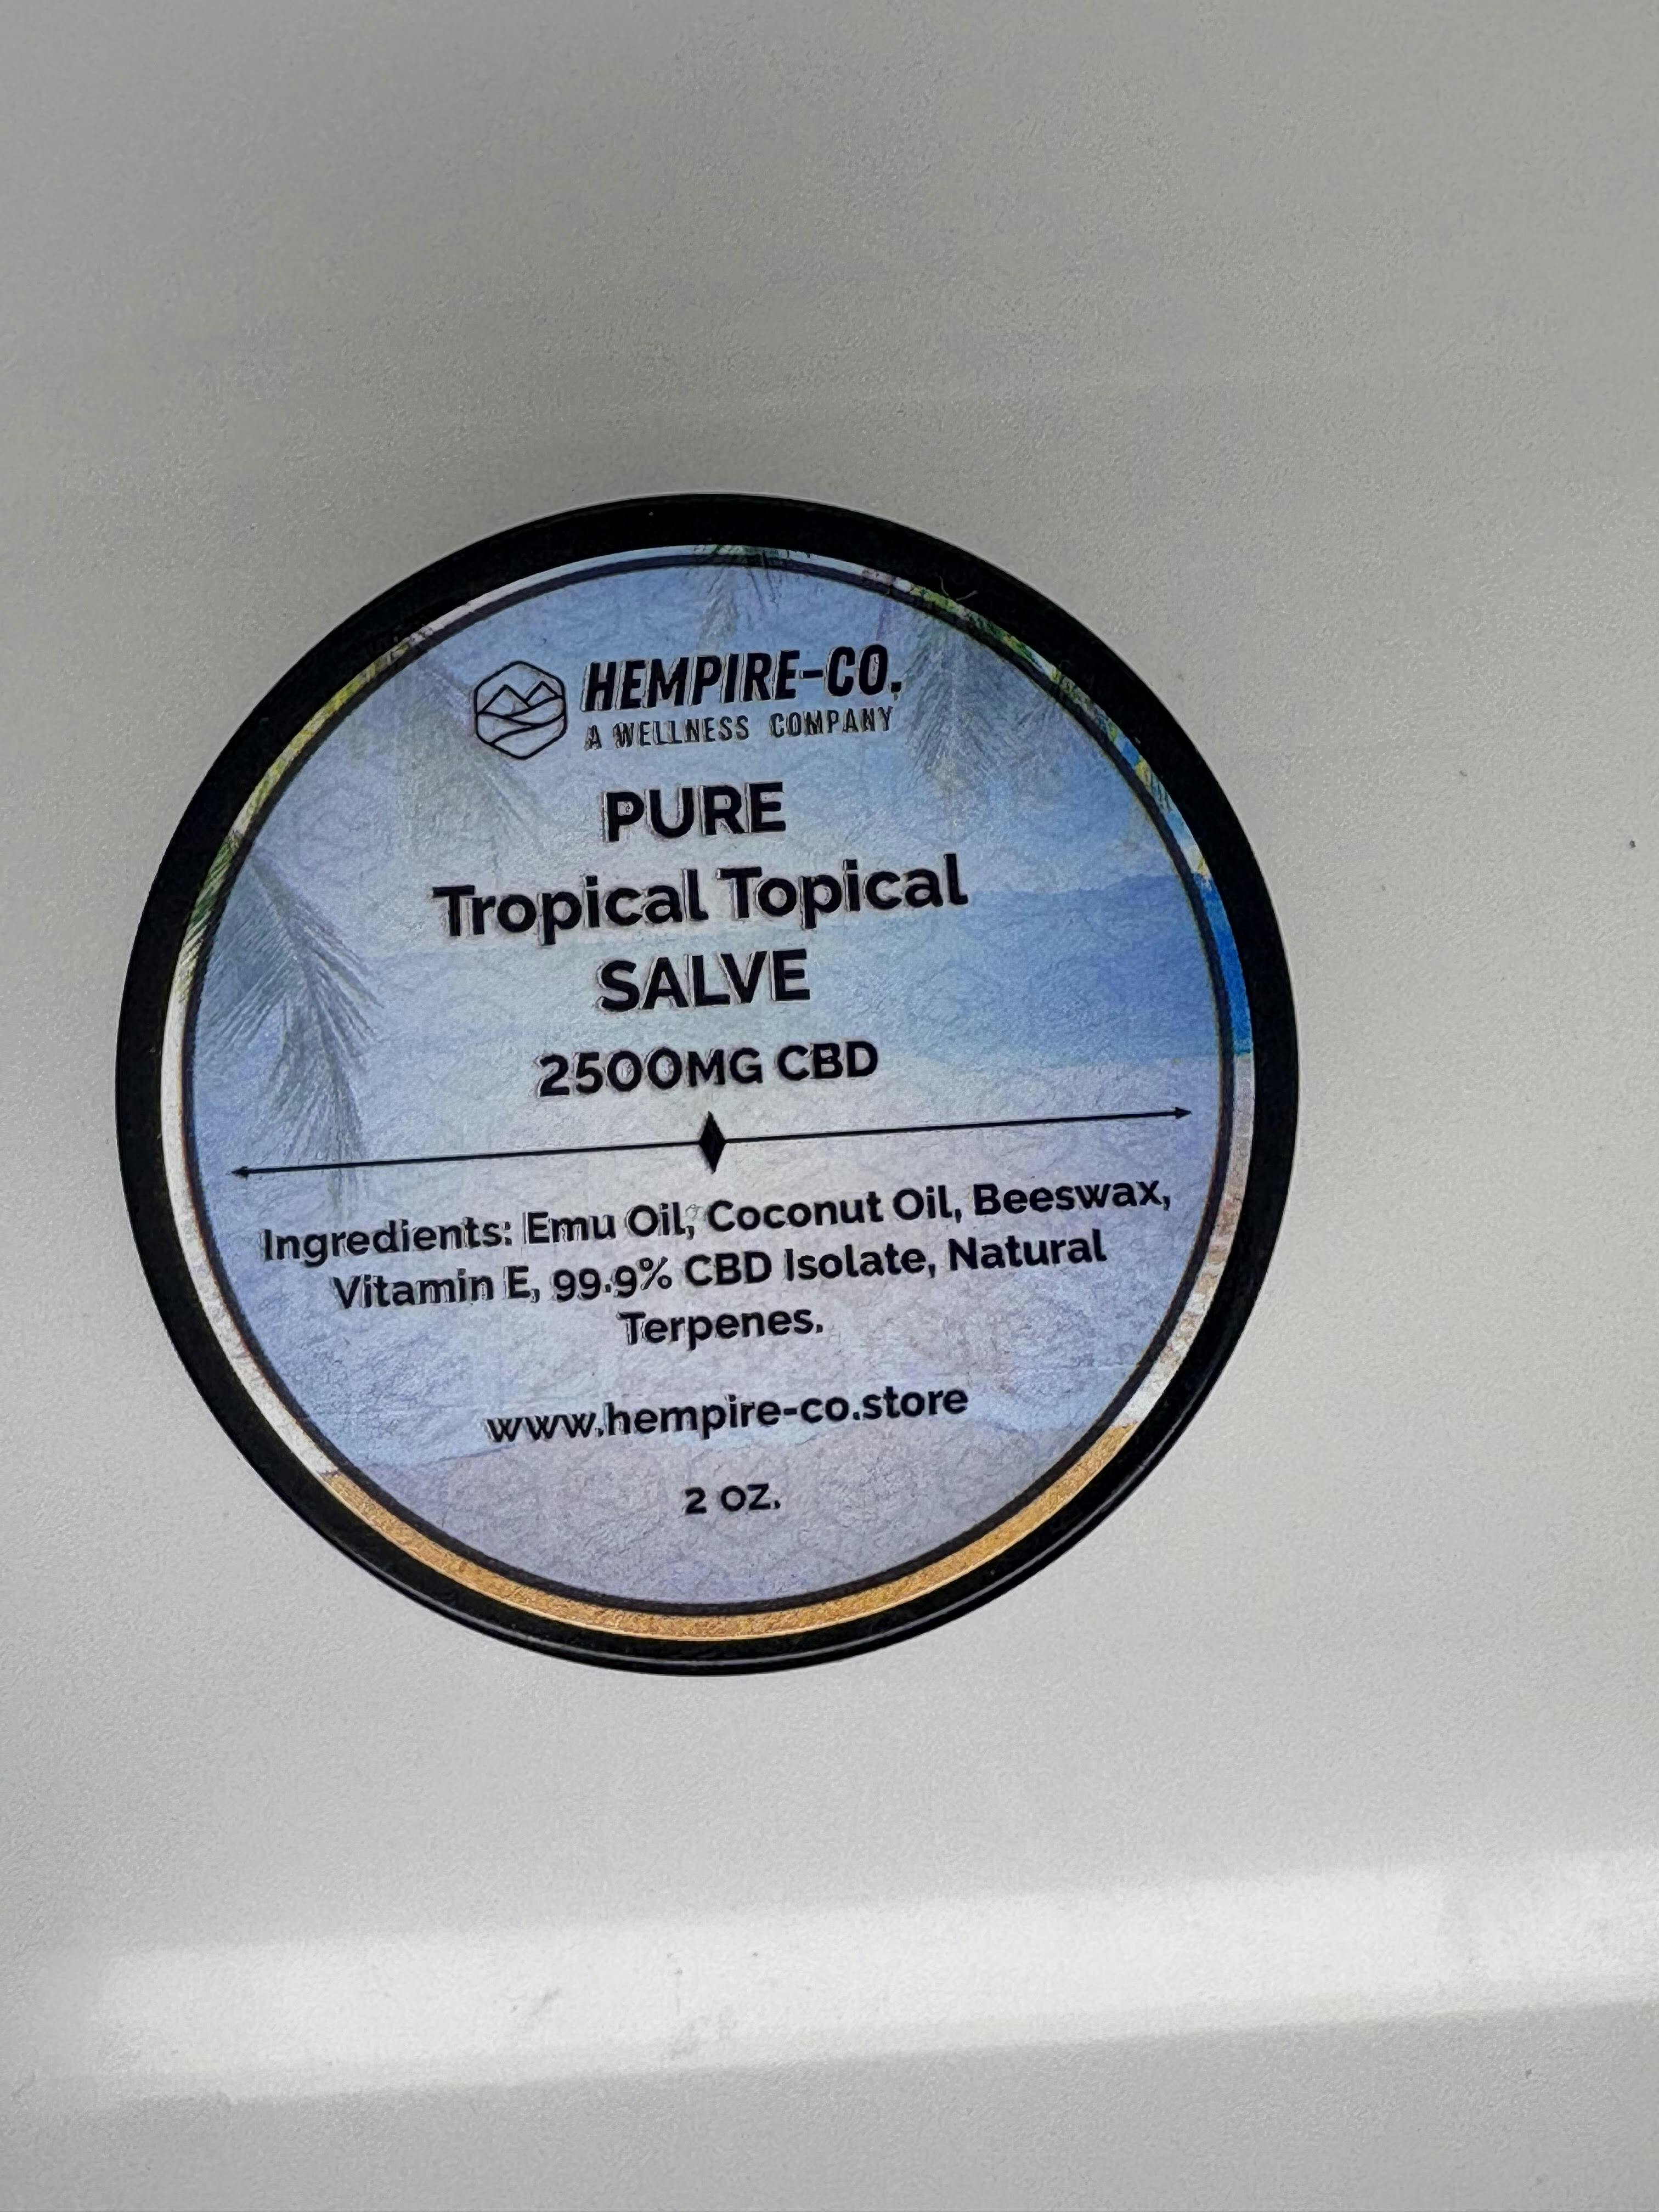 HEMPIRE-CO.
A WELLNESS COMPANY
PURE
Tropical Topical
SALVE
2500MG CBD
Ingredients: Emu Oil, Coconut Oil, Beeswax,
Vitamin E, 99.9% CBD Isolate, Natural
Terpenes.
www.hempire-co.store
2 OZ.